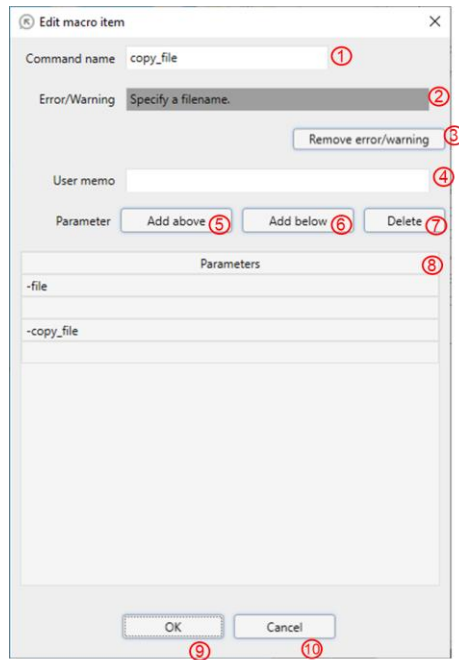 Edit macro item
Command name copy_file ①
Error/Warning Specify a filename. ②
Remove error/warning ③
User memo ④
Parameter Add above ⑤ Add below ⑥ Delete ⑦
Parameters ⑧
-file
-copy_file
OK Cancel
⑨ ⑩